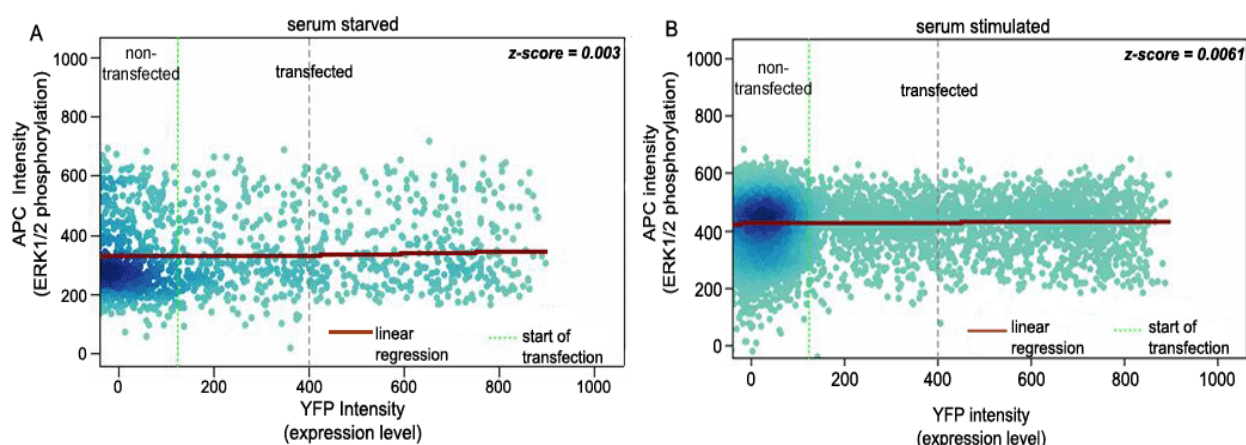 A
serum starved
z-score = 0.003
non-
transfected
transfected
APC Intensity
(ERK1/2 phosphorylation)
1000
800
600
400
200
0
linear
regression
start of
transfection
0 200 400 600 800 1000
YFP Intensity
(expression level)
B
serum stimulated
z-score = 0.0061
non-
transfected
transfected
APC intensity
(ERK1/2 phosphorylation)
1000
800
600
400
200
0
linear
regression
start of
transfection
0 200 400 600 800 1000
YFP intensity
(expression level)